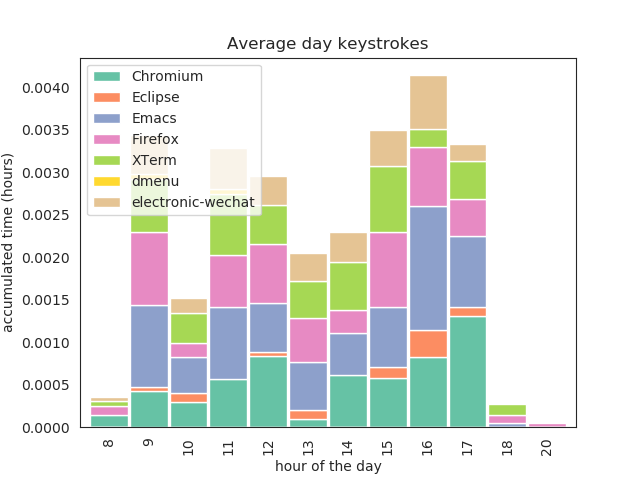 Average day keystrokes
accumulated time (hours)
0.0040
0.0035
0.0030
0.0025
0.0020
0.0015
0.0010
0.0005
0.0000
Chromium
Eclipse
Emacs
Firefox
XTerm
dmenu
electronic-wechat
8 9 10 11 12 13 14 15 16 17 18 20
hour of the day